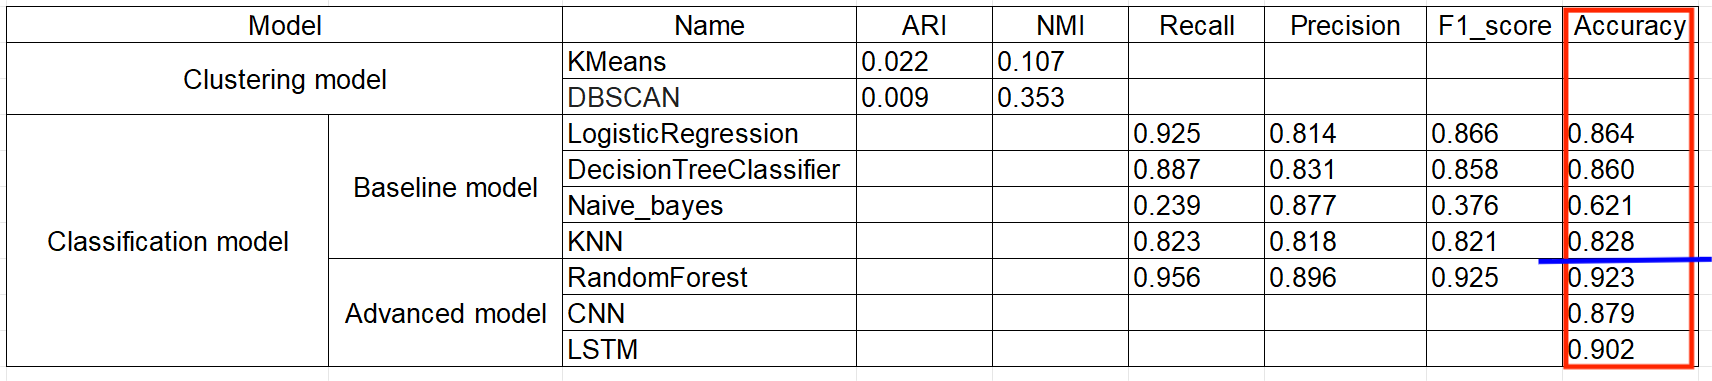 Model Name ARI NMI Recall Precision F1_score Accuracy
Clustering model
KMeans 0.022 0.107
DBSCAN 0.009 0.353
Classification model
Baseline model
LogisticRegression 0.925 0.814 0.866 0.864
DecisionTreeClassifier 0.887 0.831 0.858 0.860
Naive_bayes 0.239 0.877 0.376 0.621
KNN 0.823 0.818 0.821 0.828
Advanced model
RandomForest 0.956 0.896 0.925 0.923
CNN 0.879
LSTM 0.902